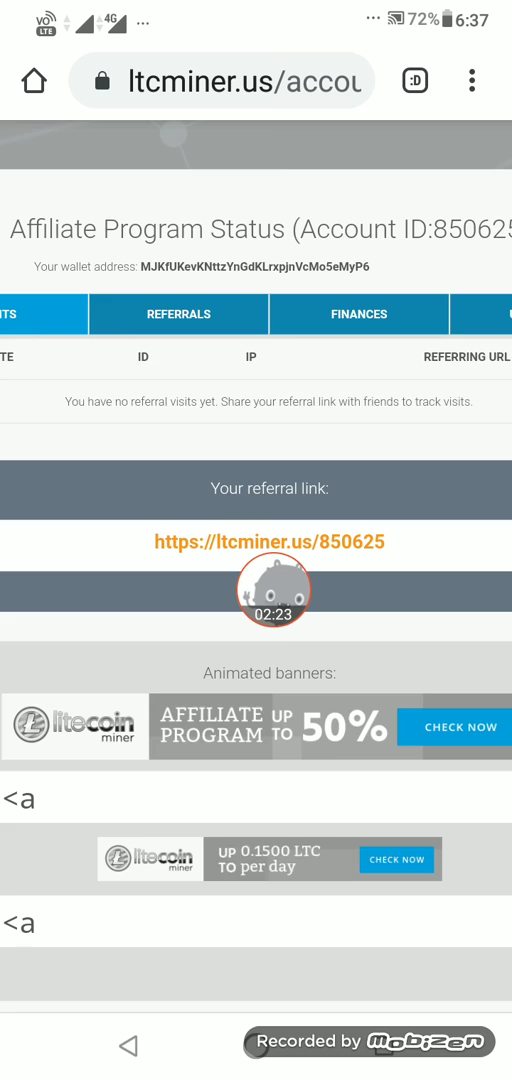 VO LTE 4G ... ... 72% 6:37
ltcminer.us/accou :D
Affiliate Program Status (Account ID:850625
Your wallet address: MJKfUKevKNttzYnGdKLrxpjnVcMo5eMyP6
TS REFERRALS FINANCES
TE ID IP REFERRING URL
You have no referral visits yet. Share your referral link with friends to track visits.
Your referral link:
https://ltcminer.us/850625
02:23
Animated banners:
litecoin miner AFFILIATE PROGRAM UP TO 50% CHECK NOW
<a
litecoin miner UP TO 0.1500 LTC per day CHECK NOW
<a
Recorded by mobizen